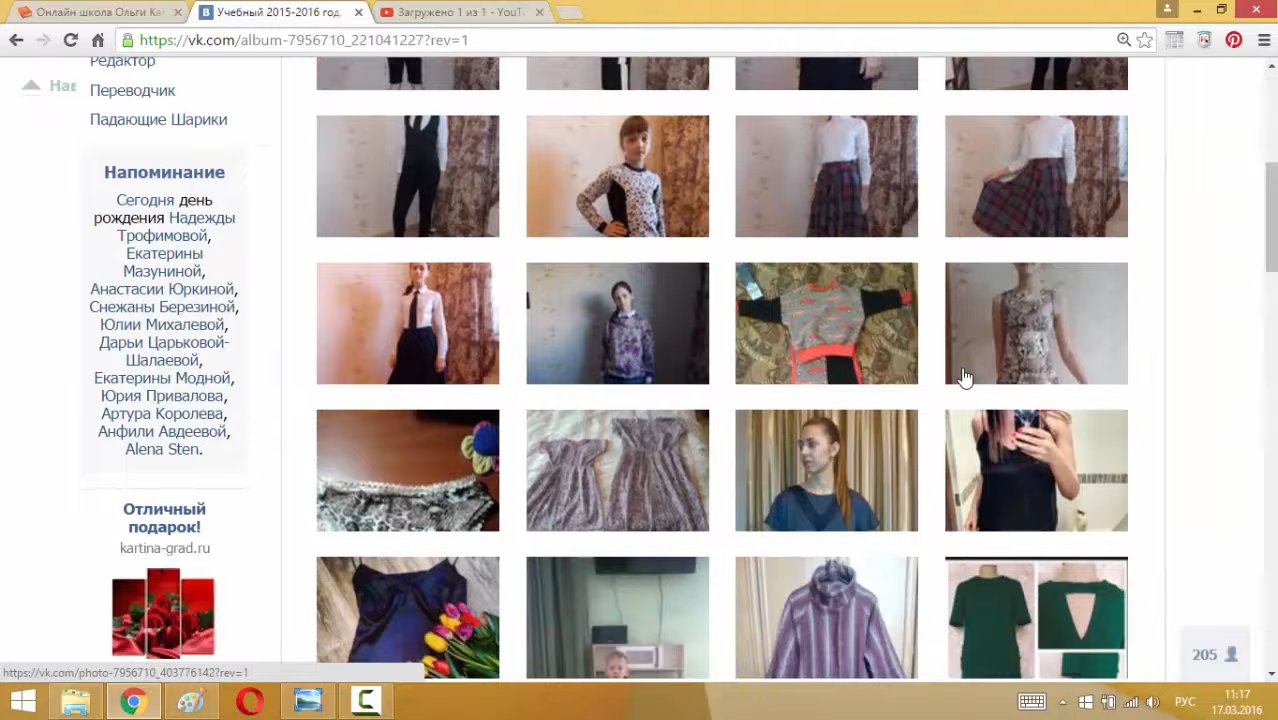 Онлайн школа Ольги Ка
Учебный 2015-2016 год,
Загружено 1 из 1 - YouT
https://vk.com/album-7956710_221041227?rev=1
Редактор
Наз
Переводчик
Падающие Шарики
Напоминание
Сегодня день
рождения Надежды
Трофимовой,
Екатерины
Мазуниной,
Анастасии Юркиной,
Снежаны Березиной,
Юлии Михалевой,
Дарьи Царьковой-
Шалаевой,
Екатерины Модной,
Юрия Привалова,
Артура Королева,
Анфили Авдеевой,
Alena Sten.
Отличный
подарок!
kartina-grad.ru
205
https://vk.com/photo-7956710_403776142?rev=1
РУС
11:17
17.03.2016